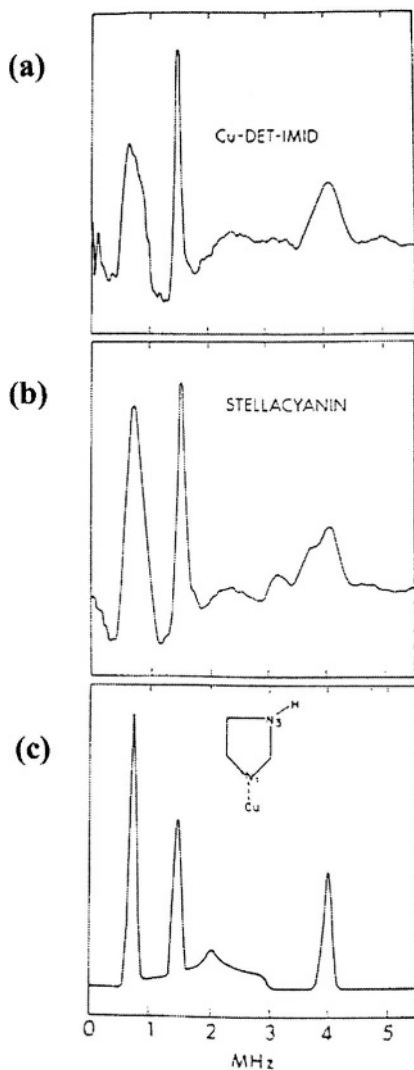 (a)
Cu-DET-IMID
(b)
STELLACYANIN
(c)
H
N3
N1
Cu
0 1 2 3 4 5
MHz